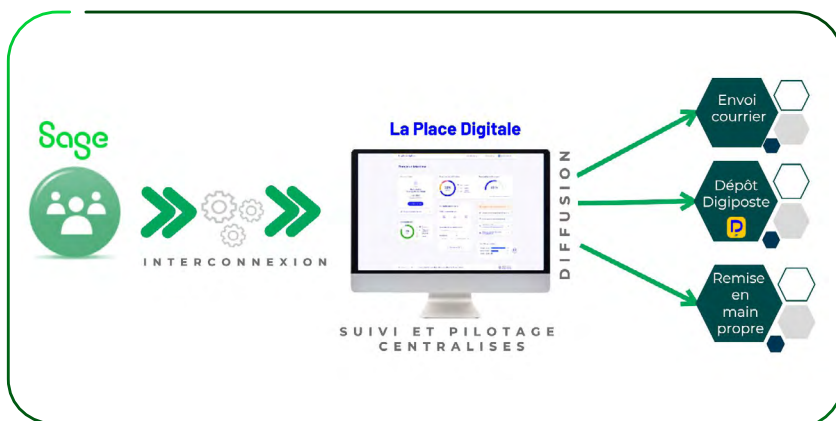 Sage
INTERCONNEXION
La Place Digitale
SUIVI ET PILOTAGE
CENTRALISES
DIFFUSION
Envoi
courrier
Dépôt
Digiposte
Remise
en
main
propre